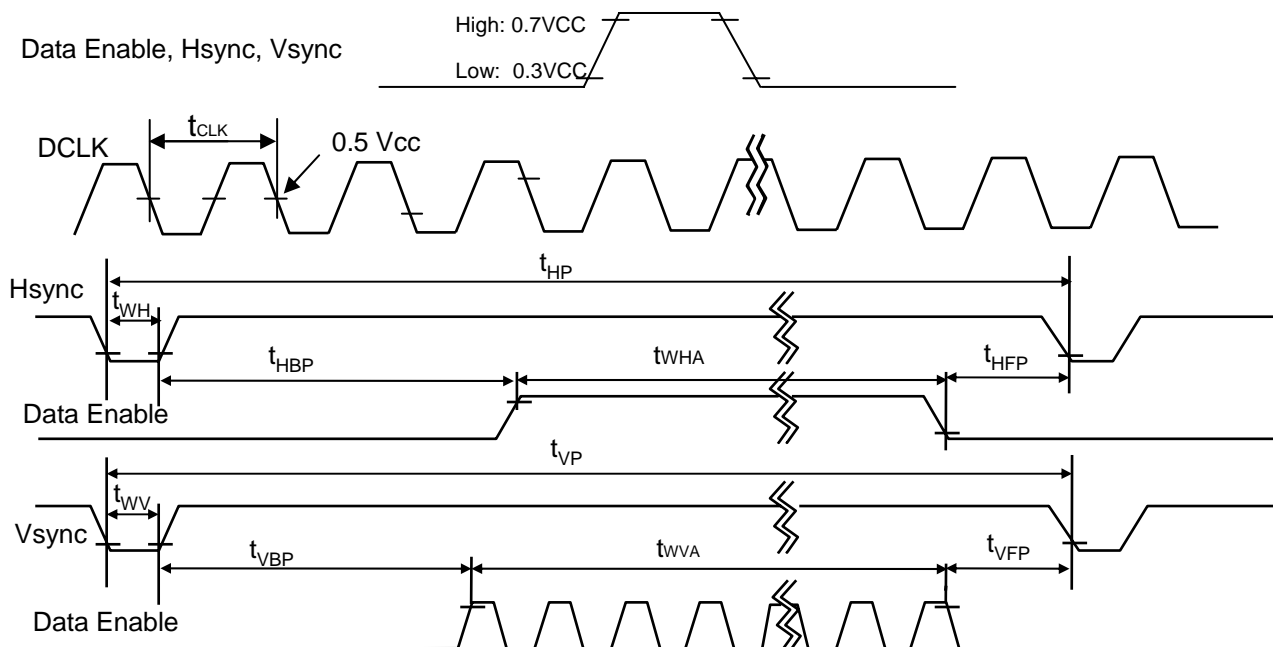 High: 0.7VCC
Data Enable, Hsync, Vsync
Low: 0.3VCC
tCLK
DCLK
0.5 Vcc
tHP
Hsync
tWH
tHBP
tWHA
tHFP
Data Enable
tVP
tWV
Vsync
tVBP
tWVA
tVFP
Data Enable